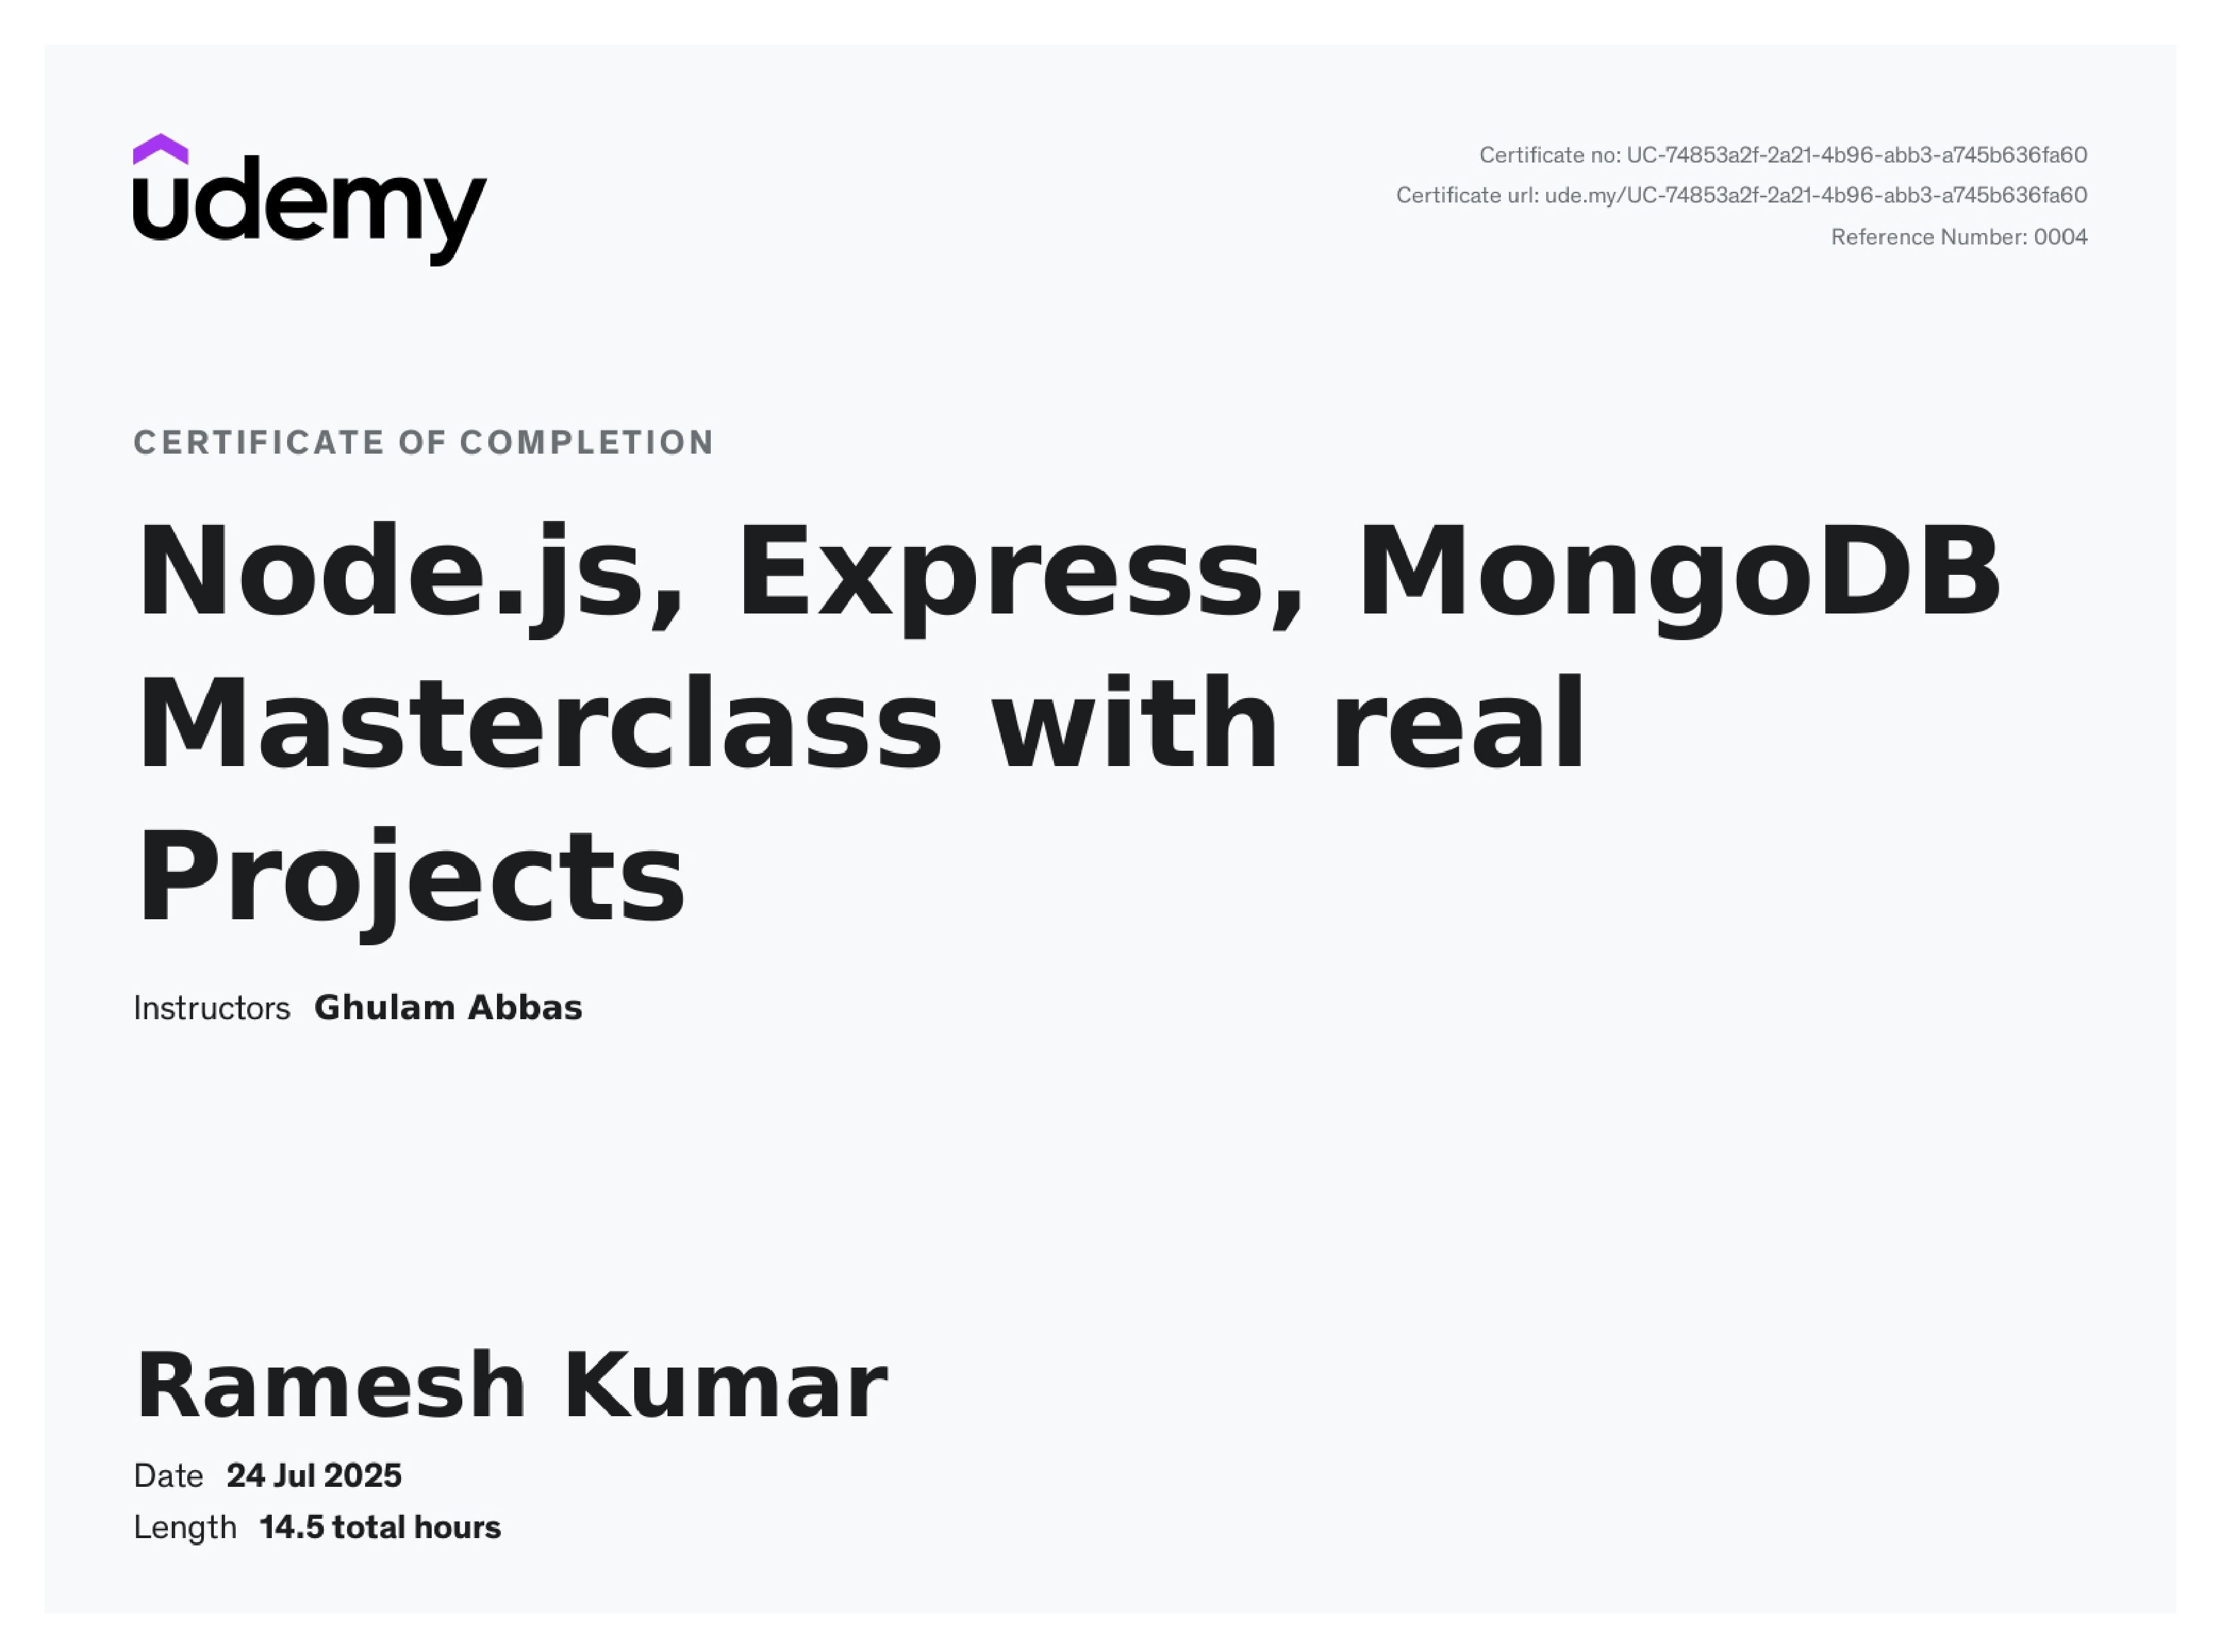 udemy
Certificate no: UC-74853a2f-2a21-4b96-abb3-a745b636fa60
Certificate url: ude.my/UC-74853a2f-2a21-4b96-abb3-a745b636fa60
Reference Number: 0004
CERTIFICATE OF COMPLETION
Node.js, Express, MongoDB
Masterclass with real
Projects
Instructors Ghulam Abbas
Ramesh Kumar
Date 24 Jul 2025
Length 14.5 total hours